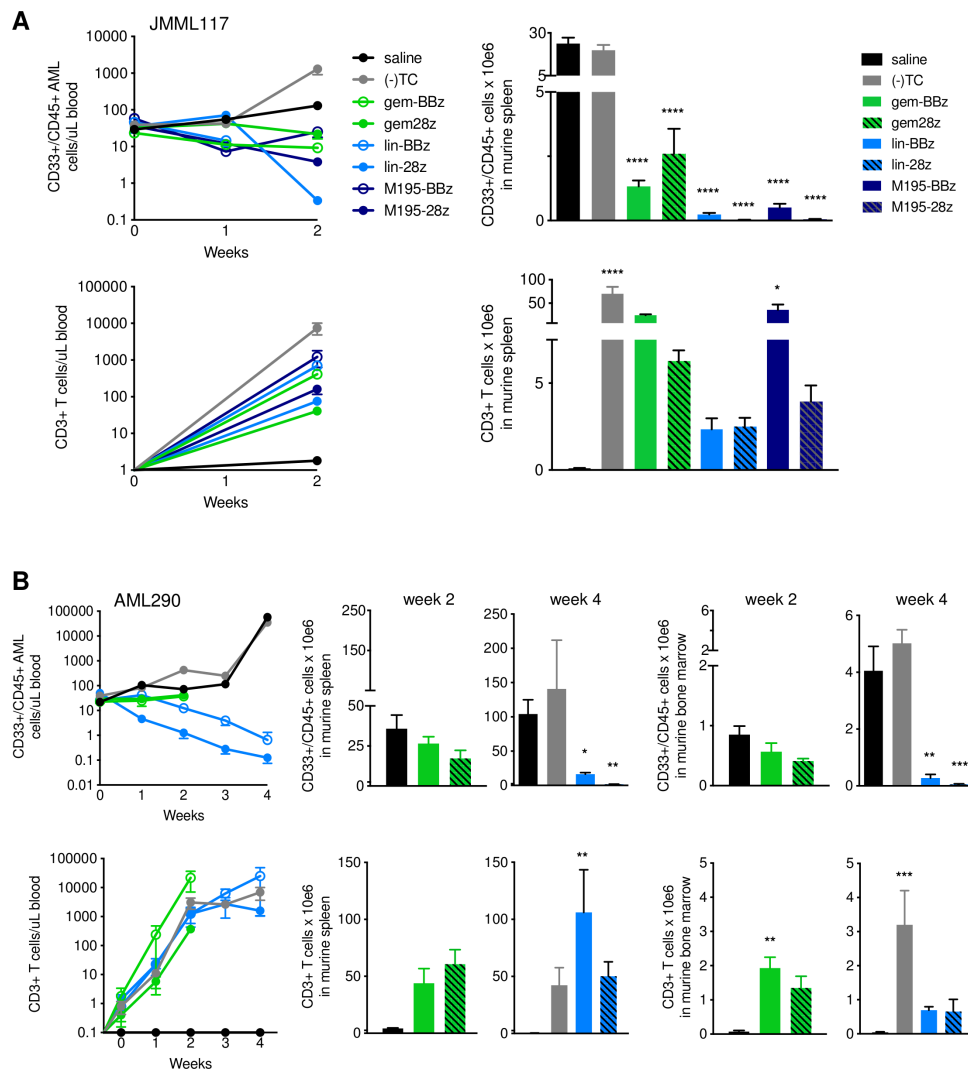 A
JMML117
CD33+/CD45+ AML
cells/uL blood
10000
1000
100
10
1
0.1
0
1
2
Weeks
saline
(-)TC
gem-BBz
gem28z
lin-BBz
lin-28z
M195-BBz
M195-28z
CD33+/CD45+ cells x 10e6
in murine spleen
30
5
5
0
****
****
****
****
****
****
saline
(-)TC
gem-BBz
gem28z
lin-BBz
lin-28z
M195-BBz
M195-28z
CD3+ T cells/uL blood
100000
10000
1000
100
10
1
0
1
2
Weeks
CD3+ T cells x 10e6
in murine spleen
100
50
5
0
****
*
B
AML290
CD33+/CD45+ AML
cells/uL blood
100000
10000
1000
100
10
1
0.1
0.01
0
1
2
3
4
Weeks
week 2
CD33+/CD45+ cells x 10e6
in murine spleen
250
150
50
25
0
week 4
250
200
150
100
50
0
*
**
week 2
CD33+/CD45+ cells x 10e6
in murine bone marrow
6
2
2
1
0
week 4
6
4
2
0
**
***
CD3+ T cells/uL blood
100000
10000
1000
100
10
1
0.1
0
1
2
3
4
Weeks
CD3+ T cells x 10e6
in murine spleen
150
100
50
0
150
100
50
0
**
CD3+ T cells x 10e6
in murine bone marrow
5
4
3
2
1
0
**
5
4
3
2
1
0
***